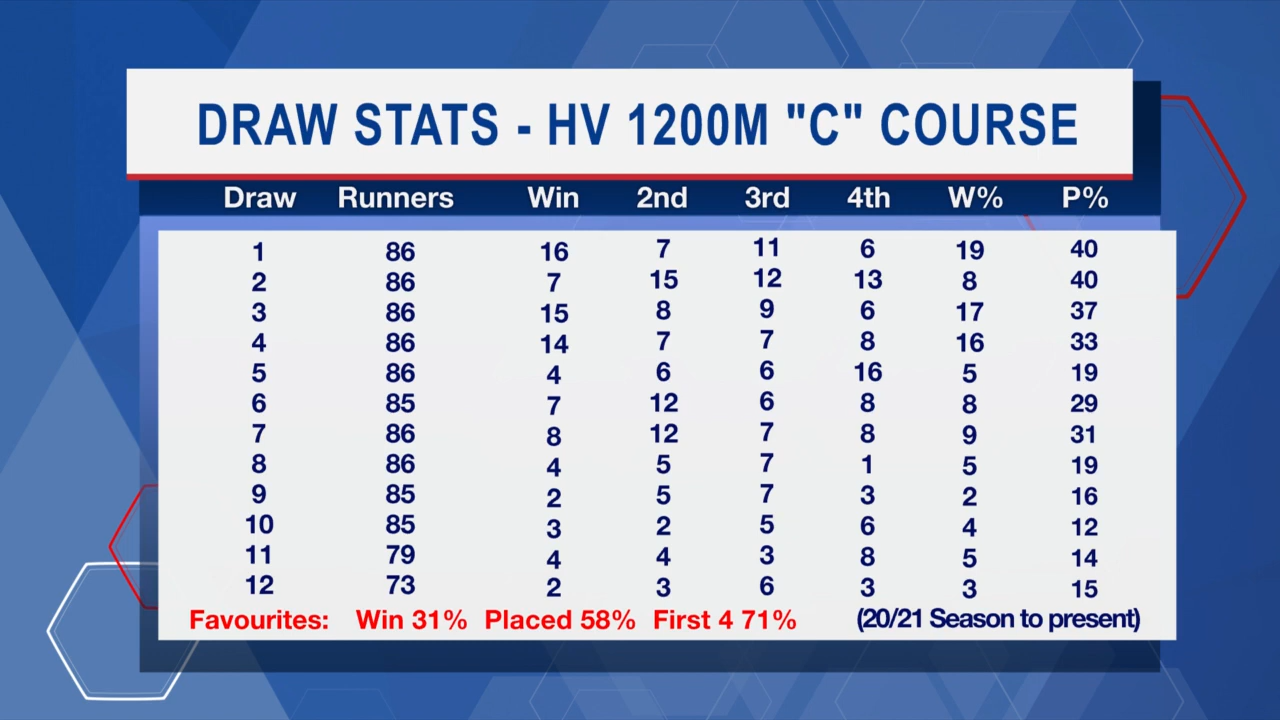 DRAW STATS - HV 1200M "C" COURSE
Draw Runners Win 2nd 3rd 4th W% P%
1 86 16 7 11 6 19 40
2 86 7 15 12 13 8 40
3 86 15 8 9 6 17 37
4 86 14 7 7 8 16 33
5 86 4 6 6 16 5 19
6 85 7 12 6 8 8 29
7 86 8 12 7 8 9 31
8 86 4 5 7 1 5 19
9 85 2 5 7 3 2 16
10 85 3 2 5 6 4 12
11 79 4 4 3 8 5 14
12 73 2 3 6 3 3 15
Favourites: Win 31% Placed 58% First 4 71% (20/21 Season to present)